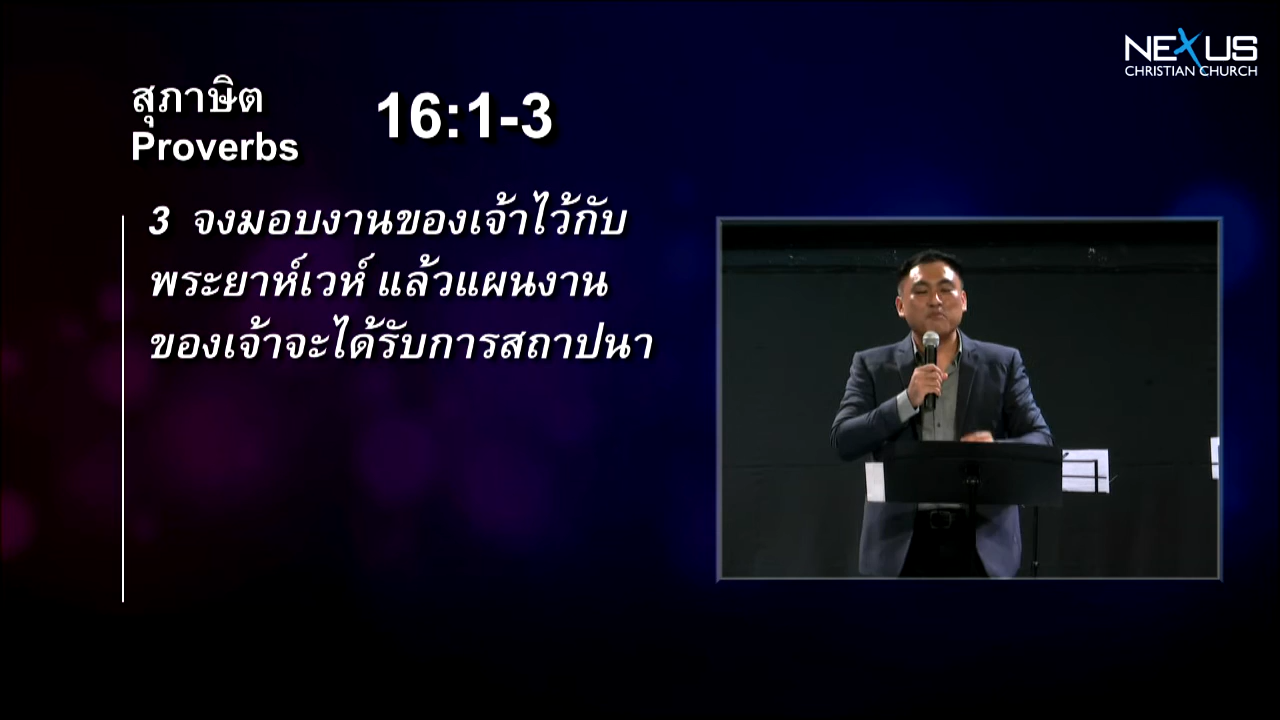 NEXUS
CHRISTIAN CHURCH
สุภาษิต
Proverbs
16:1-3
3 จงมอบงานของเจ้าไว้กับ
พระยาห์เวห์ แล้วแผนงาน
ของเจ้าจะได้รับการสถาปนา